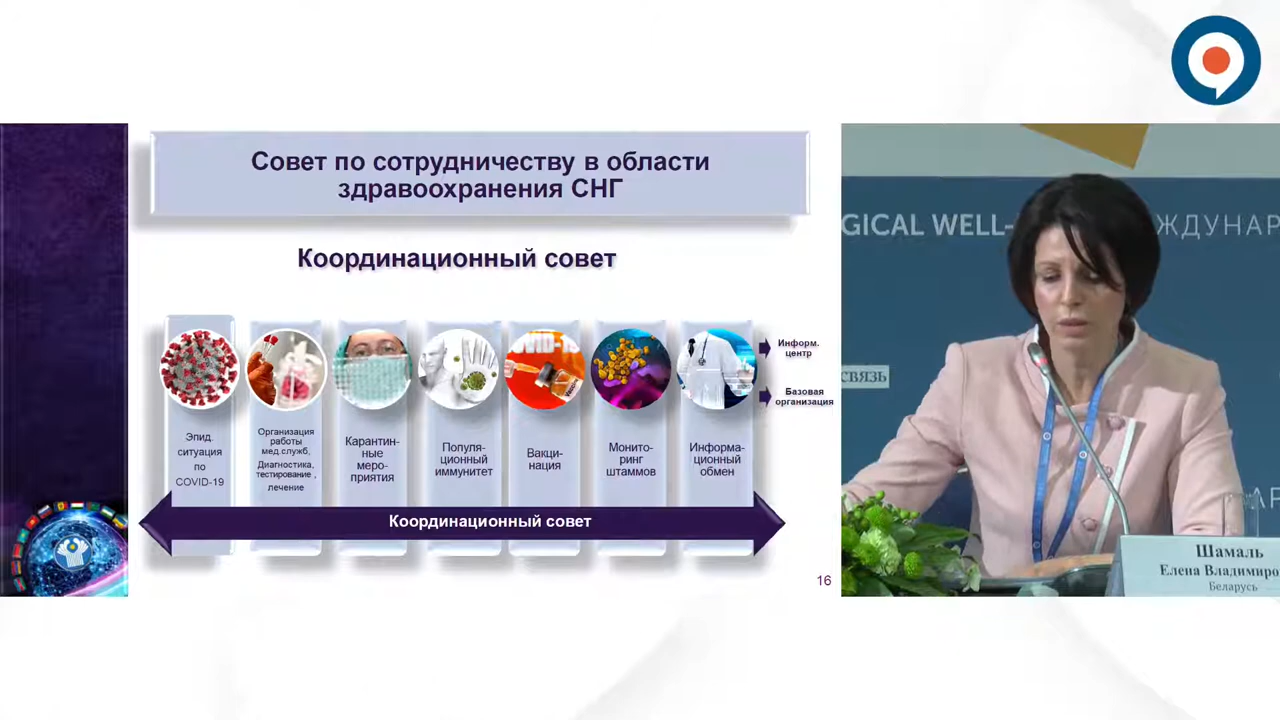 Совет по сотрудничеству в области
здравоохранения СНГ
Координационный совет
Эпид.
ситуация
по
COVID-19
Организация
работы
мед.служб,
Диагностика,
тестирование ,
лечение
Карантин-
ные
меро-
приятия
Популя-
ционный
иммунитет
Вакци-
нация
Монито-
ринг
штаммов
Информа-
ционный
обмен
Информ.
центр
Базовая
организация
Координационный совет
16
GICAL WELL-
ЖДУНАР
СВЯЗЬ
Шамаль
Елена Владимиро
Беларусь